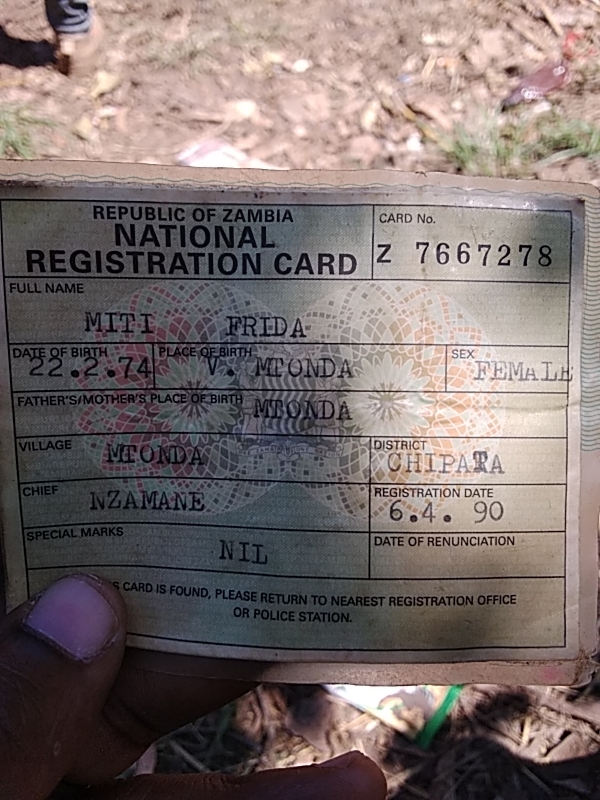 REPUBLIC OF ZAMBIA
NATIONAL
REGISTRATION CARD
CARD No.
Z 7667278
FULL NAME
MITI FRIDA
DATE OF BIRTH
22.2.74
PLACE OF BIRTH
V. MTONDA
SEX
FEMALE
FATHER'S/MOTHER'S PLACE OF BIRTH MTONDA
VILLAGE
MTONDA
DISTRICT
CHIPATA
CHIEF
NZAMANE
REGISTRATION DATE
6.4. 90
SPECIAL MARKS
NIL
DATE OF RENUNCIATION
CARD IS FOUND, PLEASE RETURN TO NEAREST REGISTRATION OFFICE
OR POLICE STATION.